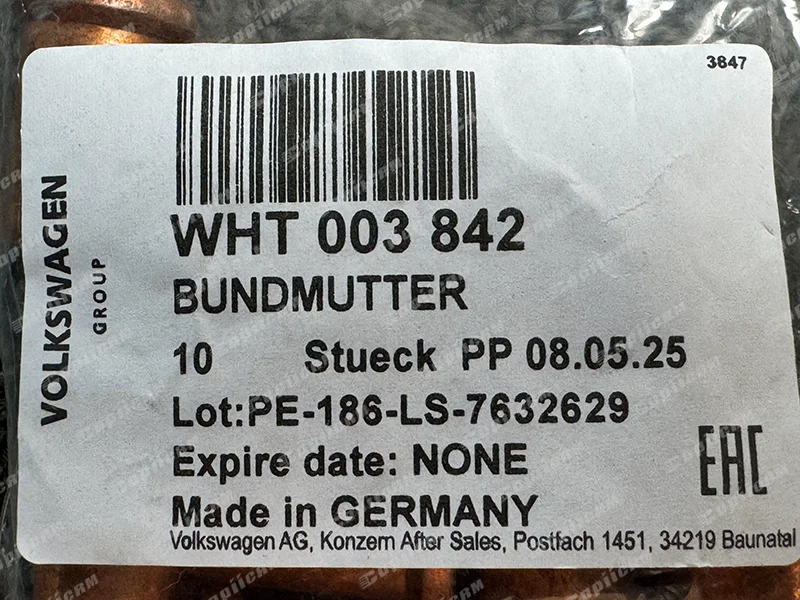 3847
VOLKSWAGEN
GROUP
WHT 003 842
BUNDMUTTER
10 Stueck PP 08.05.25
Lot:PE-186-LS-7632629
Expire date: NONE
EAC
Made in GERMANY
Volkswagen AG, Konzern After Sales, Postfach 1451, 34219 Baunatal